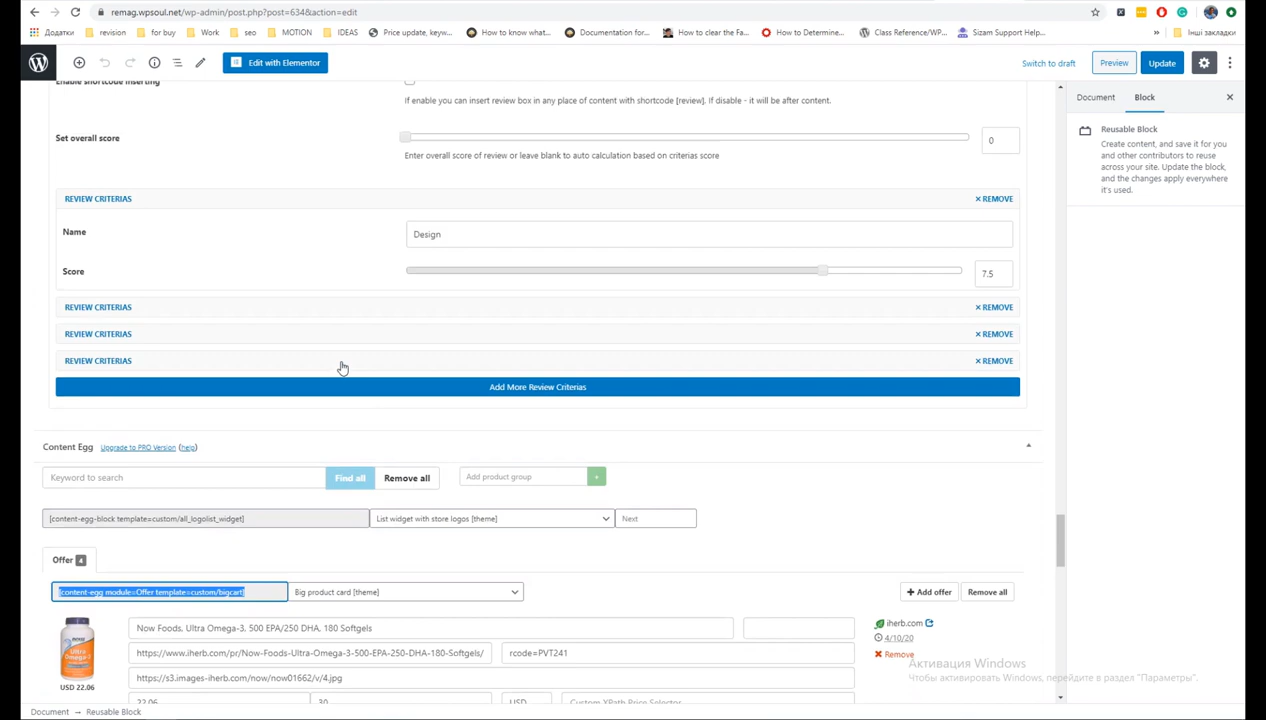 remag.wpsoul.net/wp-admin/post.php?post=634&action=edit
Додатки revision for buy Work seo MOTION IDEAS Price update, keyw... How to know what... Documentation for... How to clear the Fa... How to Determine... Class Reference/WP... Sizam Support Help... » Інші закладки
Edit with Elementor Switch to draft Preview Update
Enable shortcode inserting
If enable you can insert review box in any place of content with shortcode [review]. If disable - it will be after content.
Set overall score 0
Enter overall score of review or leave blank to auto calculation based on criterias score
REVIEW CRITERIAS × REMOVE
Name Design
Score 7.5
REVIEW CRITERIAS × REMOVE
REVIEW CRITERIAS × REMOVE
REVIEW CRITERIAS × REMOVE
Add More Review Criterias
Content Egg Upgrade to PRO Version (help)
Keyword to search Find all Remove all Add product group +
[content-egg-block template=custom/all_logolist_widget] List widget with store logos [theme] Next
Offer 4
[content-egg module=Offer template=custom/bigcart] Big product card [theme] + Add offer Remove all
Now Foods, Ultra Omega-3, 500 EPA/250 DHA, 180 Softgels iherb.com
4/10/20
https://www.iherb.com/pr/Now-Foods-Ultra-Omega-3-500-EPA-250-DHA-180-Softgels/ rcode=PVT241
× Remove
https://s3.images-iherb.com/now/now01662/v/4.jpg
USD 22.06
22.06 30 USD Custom XPath Price Selector
Document Block
Reusable Block
Create content, and save it for you
and other contributors to reuse
across your site. Update the block,
and the changes apply everywhere
it's used.
Активация Windows
Чтобы активировать Windows, перейдите в раздел "Параметры".
Document → Reusable Block